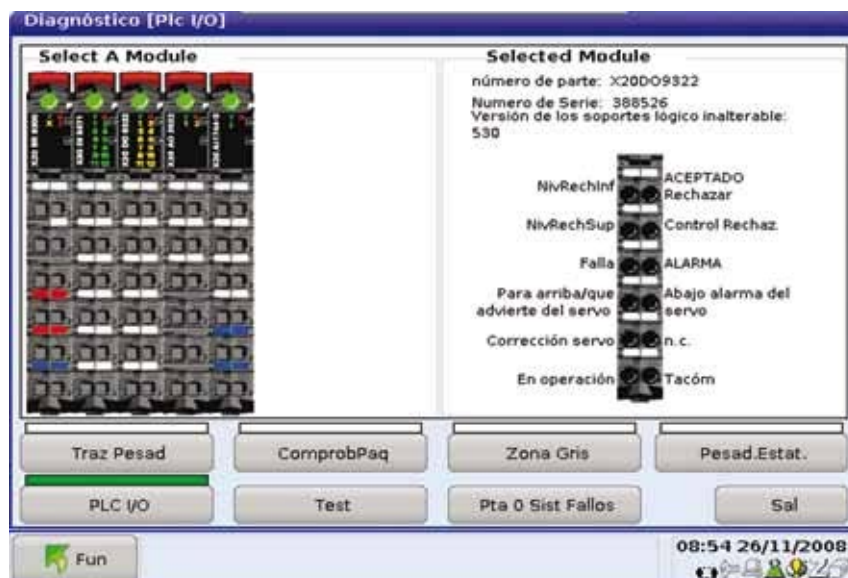 Diagnóstico [Plc I/O]
Select A Module
Selected Module
número de parte: X20DO9322
Numero de Serie: 388526
Versión de los soportes lógico inalterable:
530
NivRechInf
ACEPTADO
Rechazar
NivRechSup
Control Rechaz.
Falla
ALARMA
Para arriba/que
advierte del servo
Abajo alarma del
servo
Corrección servo
n.c.
En operación
Tacóm
Traz Pesad
ComprobPaq
Zona Gris
Pesad.Estat.
PLC I/O
Test
Pta 0 Sist Fallos
Sal
Fun
08:54 26/11/2008